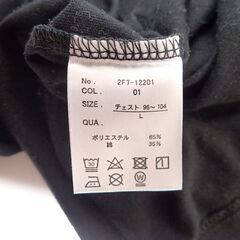 No. 2F7-12201
COL. 01
SIZE. チェスト 96～104
L
QUA.
ポリエステル 65%
綿 35%